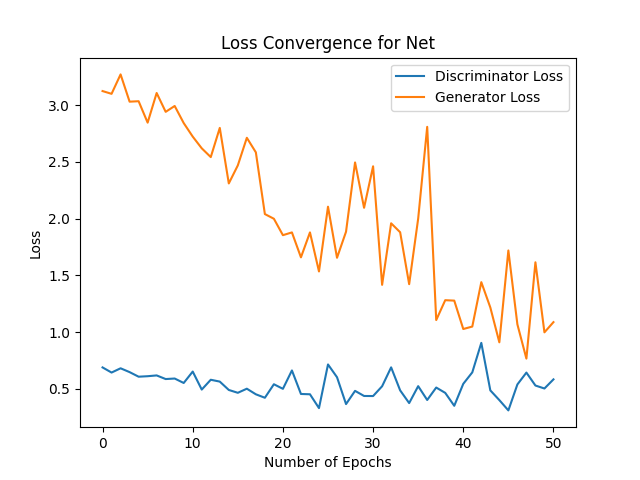 Loss Convergence for Net
Discriminator Loss
Generator Loss
3.0
2.5
2.0
1.5
1.0
0.5
Loss
0 10 20 30 40 50
Number of Epochs